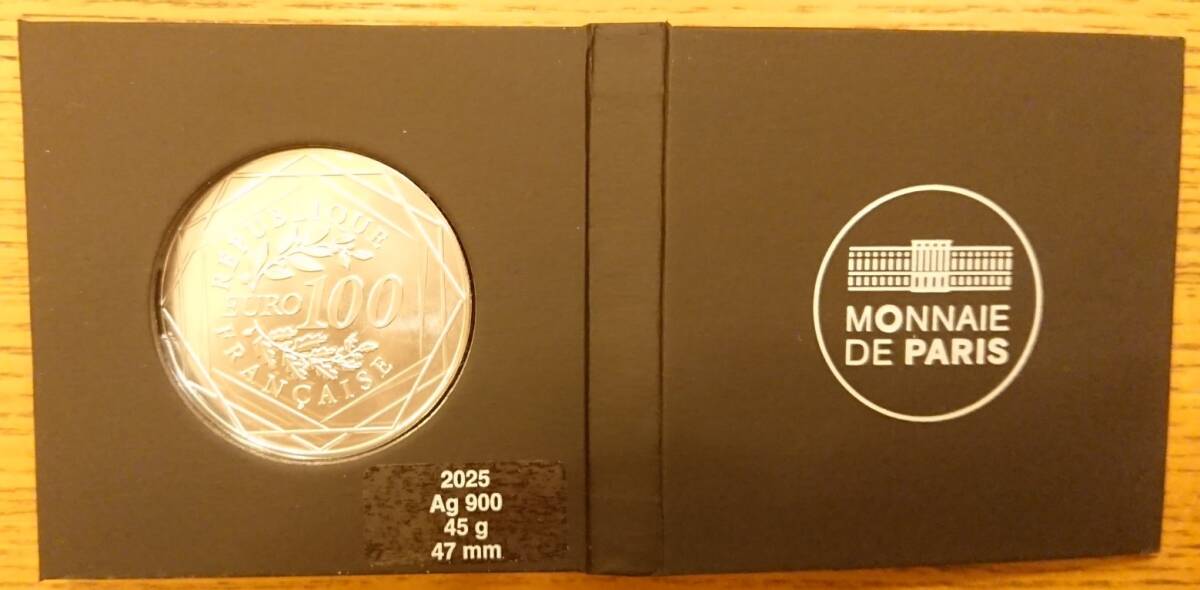 RÉPUBLIQUE
EURO 100
FRANÇAISE
2025
Ag 900
45 g
47 mm
MONNAIE
DE PARIS